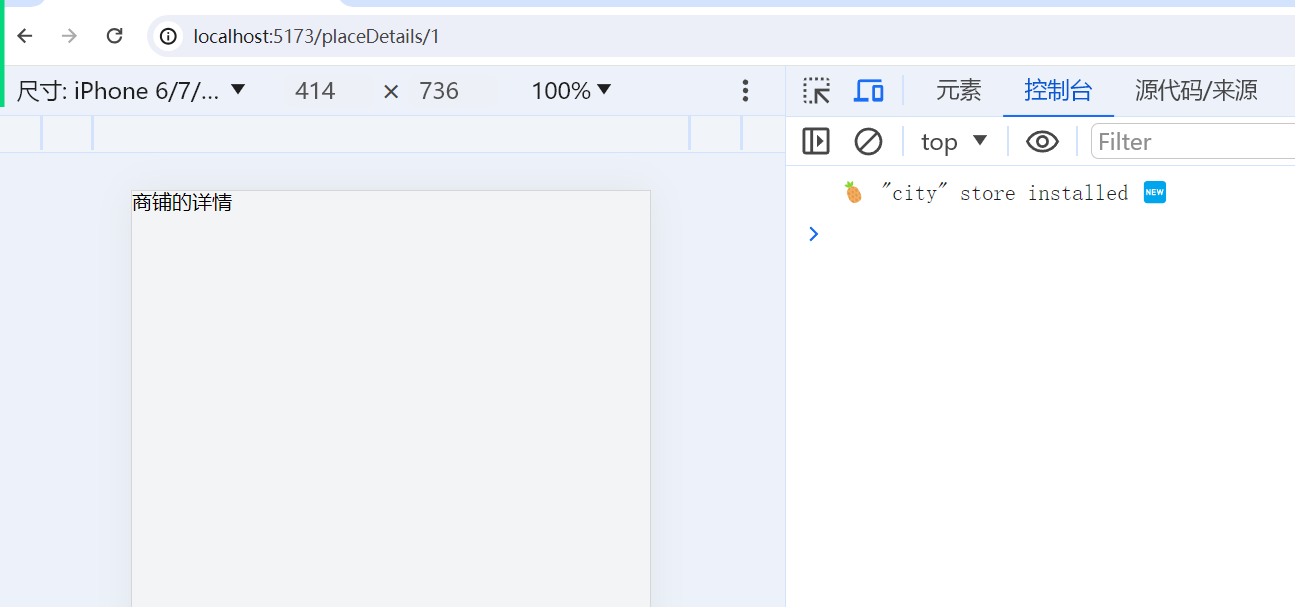 localhost:5173/placeDetails/1
尺寸: iPhone 6/7/... ▼ 414 × 736 100% ▼
元素 控制台 源代码/来源
top ▼ Filter
商铺的详情
🍍 "city" store installed 🆕